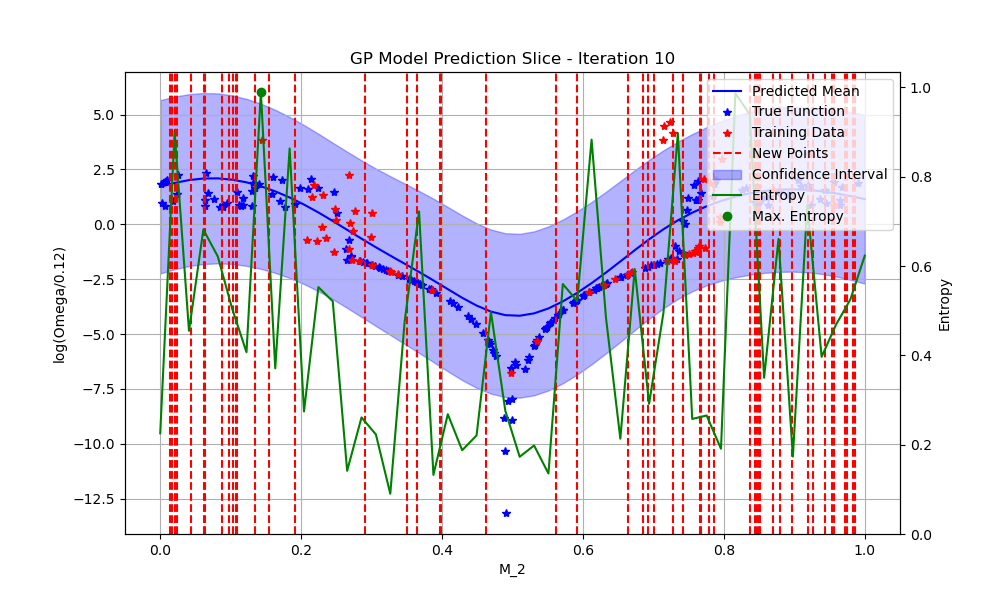 GP Model Prediction Slice - Iteration 10
log(Omega/0.12)
5.0
2.5
0.0
−2.5
−5.0
−7.5
−10.0
−12.5
0.0
0.2
0.4
0.6
0.8
1.0
M_2
1.0
0.8
0.6
0.4
0.2
0.0
Entropy
Predicted Mean
True Function
Training Data
New Points
Confidence Interval
Entropy
Max. Entropy